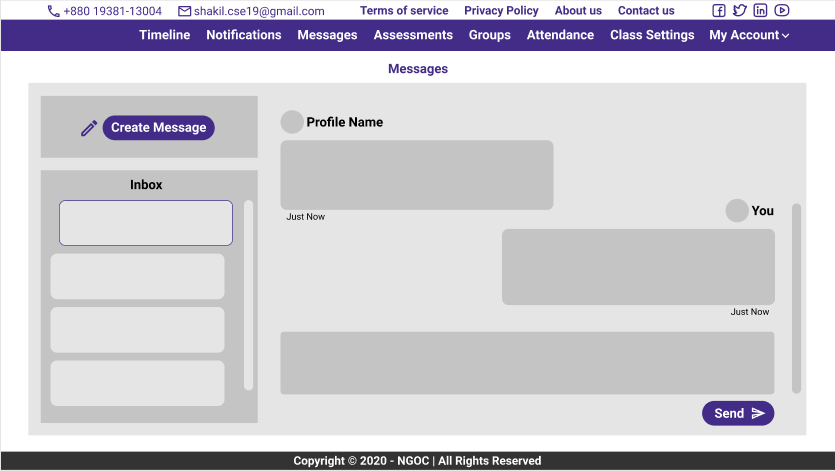 +880 19381-13004 shakil.cse19@gmail.com Terms of service Privacy Policy About us Contact us
Timeline Notifications Messages Assessments Groups Attendance Class Settings My Account
Messages
Create Message
Inbox
Profile Name
Just Now
You
Just Now
Send
Copyright © 2020 - NGOC | All Rights Reserved